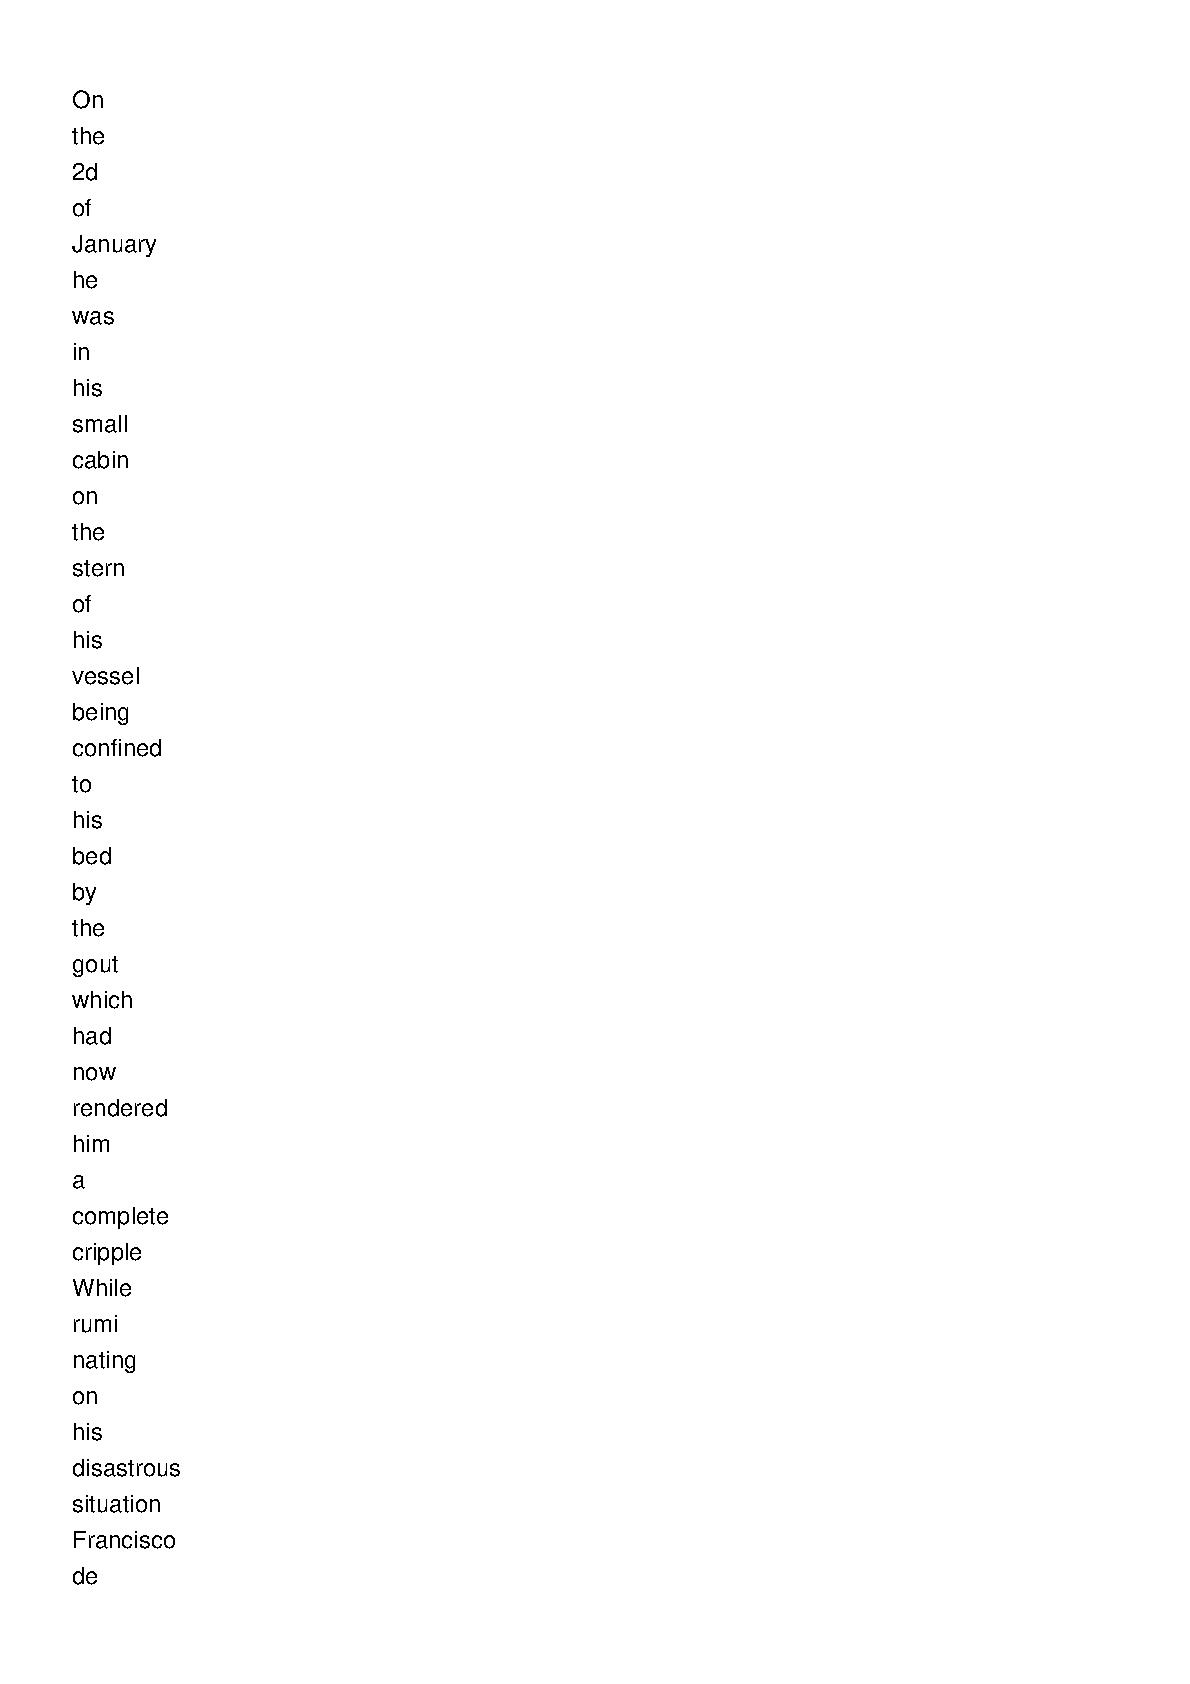 On
the
2d
of
January
he
was
in
his
small
cabin
on
the
stern
of
his
vessel
being
confined
to
his
bed
by
the
gout
which
had
now
rendered
him
a
complete
cripple
While
rumi
nating
on
his
disastrous
situation
Francisco
de